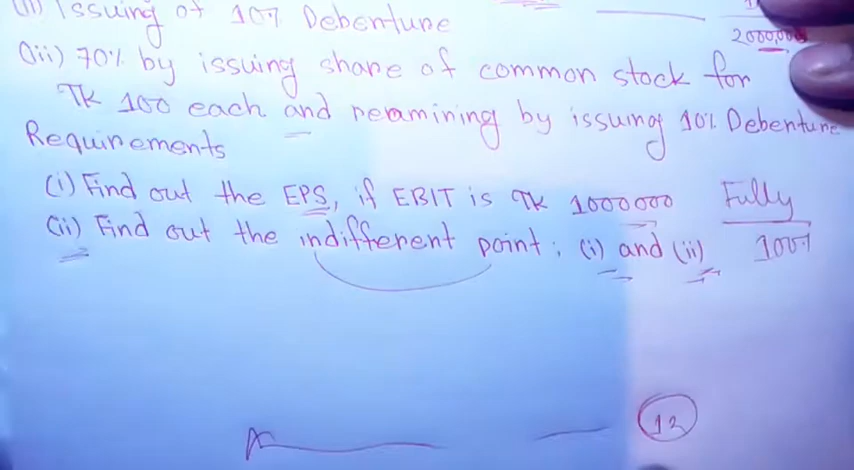 (ii) Issuing of 10% Debenture
2000,000
(iii) 70% by issuing share of common stock for
TK 100 each and reamining by issuing 10% Debenture
Requirements
(i) Find out the EPS, if EBIT is TK 1000000 Fully
(ii) Find out the indifferent point; (i) and (ii) 100%
12